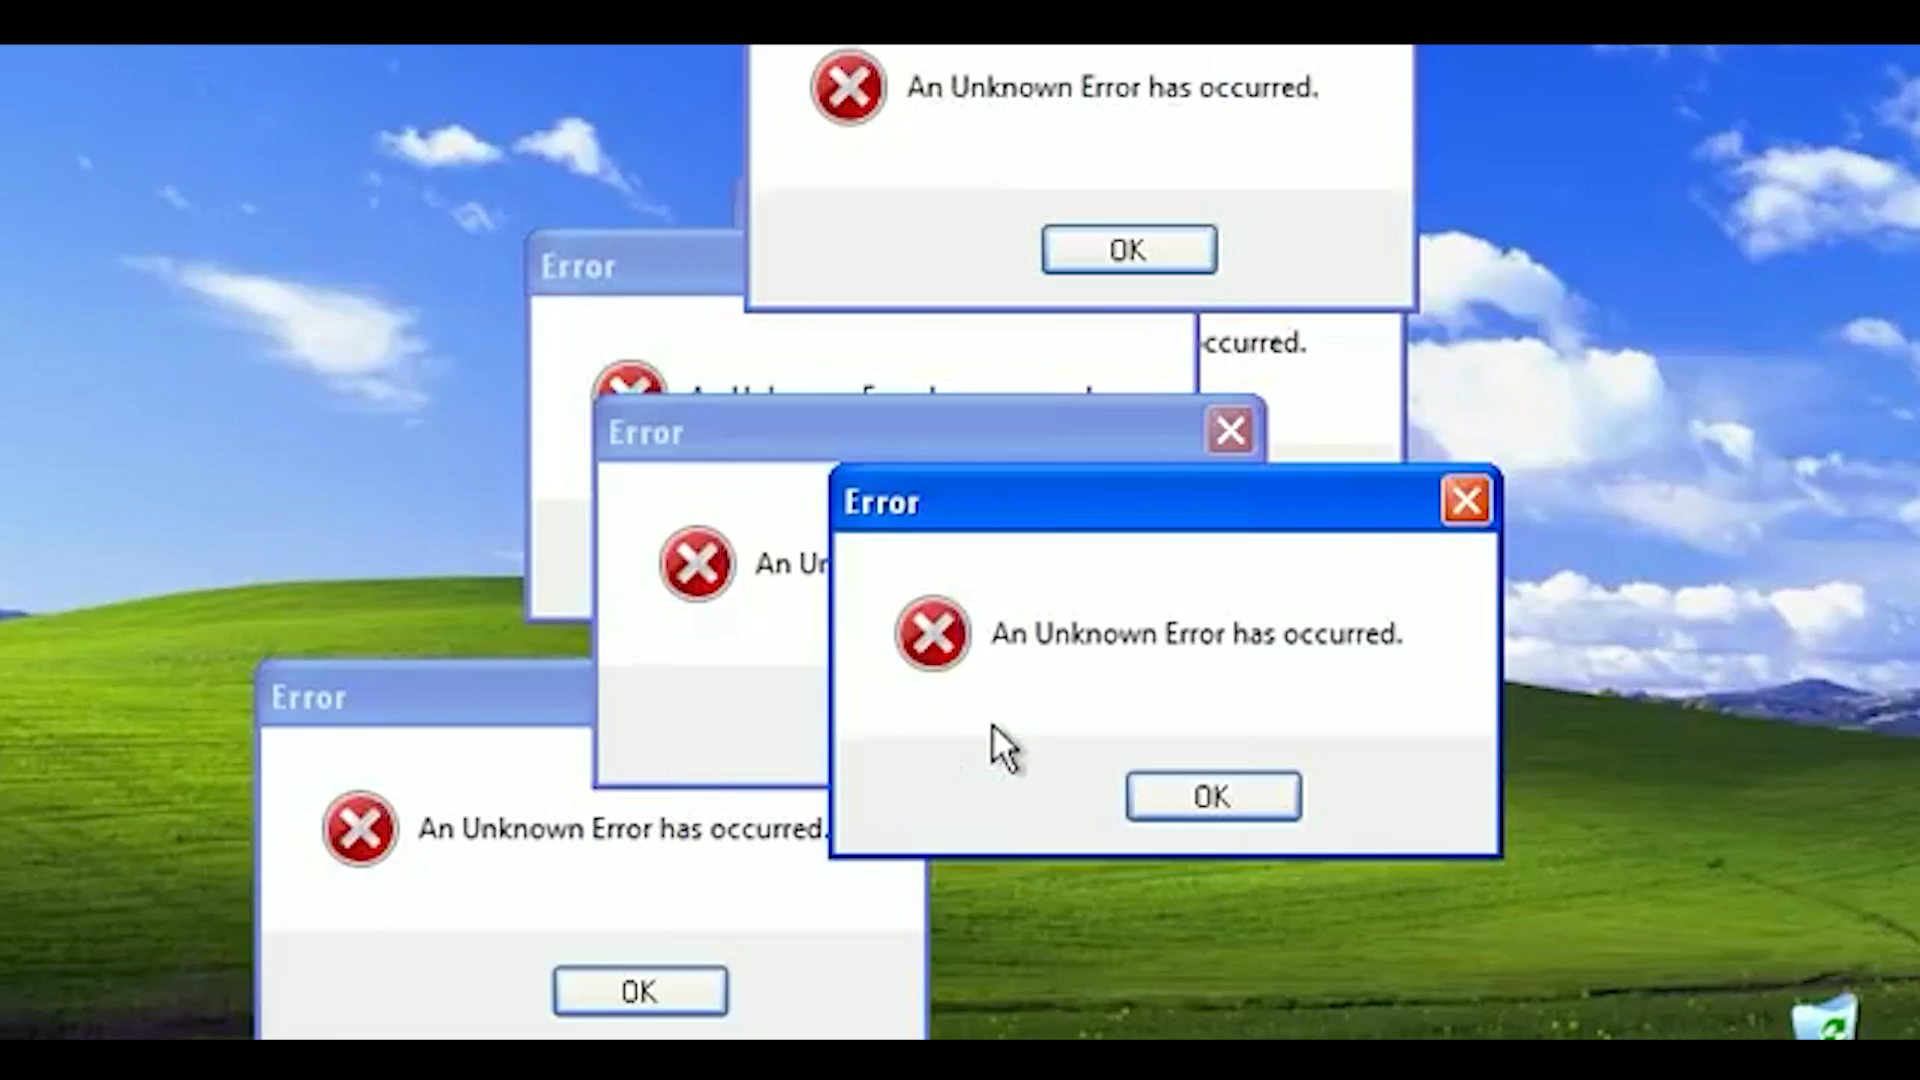 An Unknown Error has occurred.
OK
Error
ccurred.
Error
Error
An Un
An Unknown Error has occurred.
OK
Error
An Unknown Error has occurred.
OK